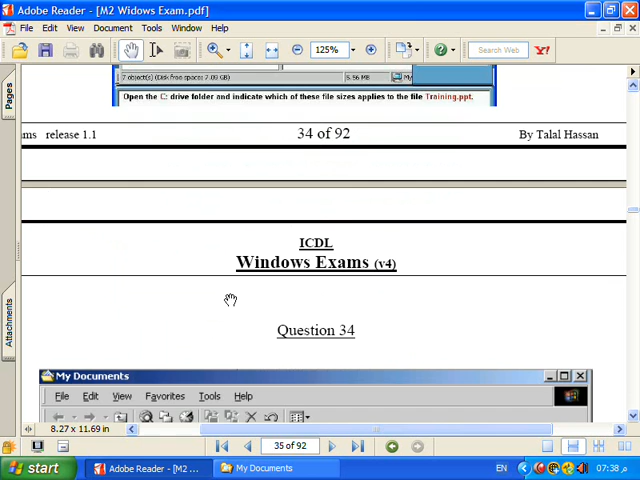 Adobe Reader - [M2 Widows Exam.pdf]
File Edit View Document Tools Window Help
125% Search Web Y!
Pages
Attachments
7 object(s) (Disk free space: 7.09 GB) 5.56 MB My
Open the C: drive folder and indicate which of these file sizes applies to the file Training.ppt.
ms release 1.1 34 of 92 By Talal Hassan
ICDL
Windows Exams (v4)
Question 34
My Documents
File Edit View Favorites Tools Help
8.27 x 11.69 in
35 of 92
start Adobe Reader - [M2 ... My Documents EN 07:38 م